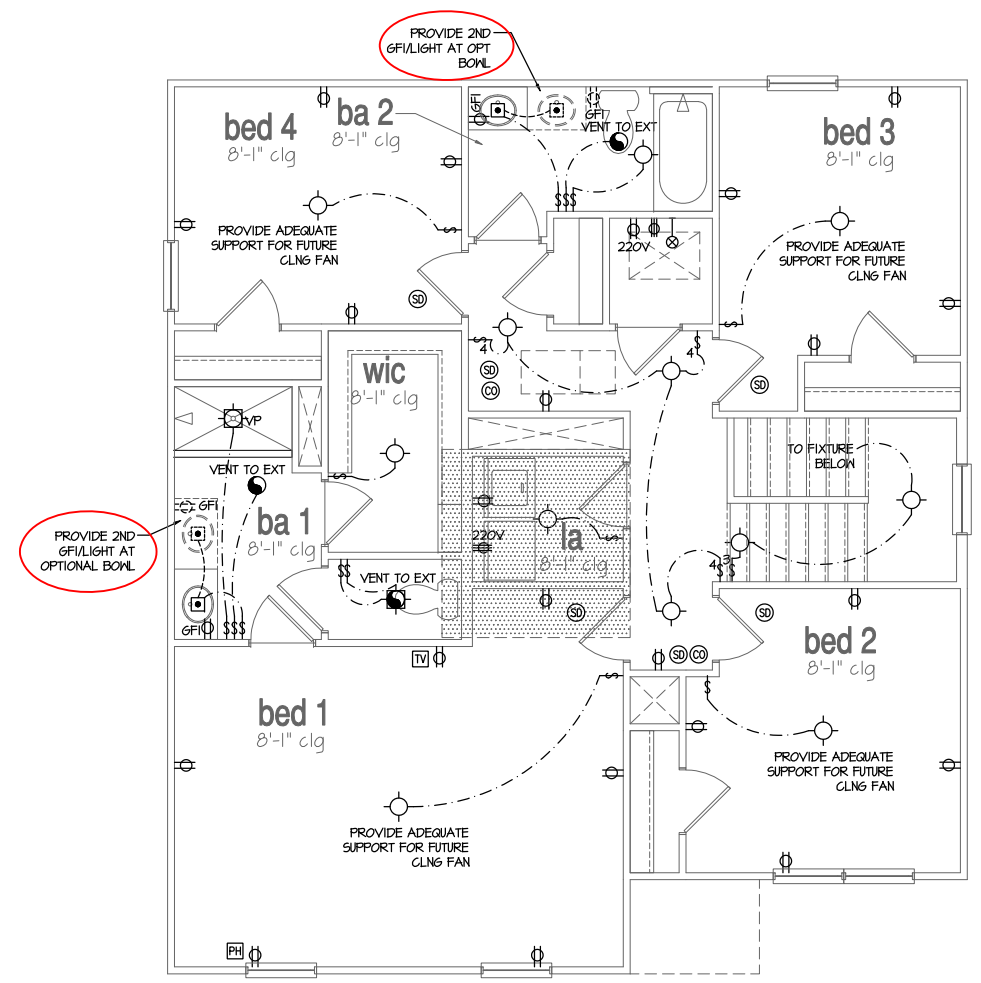 PROVIDE 2ND
GFI/LIGHT AT OPT
BOWL
bed 4
8'-1" clg
ba 2
8'-1" clg
GFI
GFI
VENT TO EXT
$$$
bed 3
8'-1" clg
PROVIDE ADEQUATE
SUPPORT FOR FUTURE
CLNG FAN
$
220V
PROVIDE ADEQUATE
SUPPORT FOR FUTURE
CLNG FAN
$
SD
$
4
SD
CO
$
4
SD
wic
8'-1" clg
$
VP
VENT TO EXT
GFI
PROVIDE 2ND
GFI/LIGHT AT
OPTIONAL BOWL
ba 1
8'-1" clg
GFI
$$$
$$
VENT TO EXT
220V
la
8'-1" clg
$
TO FIXTURE
BELOW
3
4
$$
SD
SD
SD
CO
TV
bed 2
8'-1" clg
$
PROVIDE ADEQUATE
SUPPORT FOR FUTURE
CLNG FAN
bed 1
8'-1" clg
$
PROVIDE ADEQUATE
SUPPORT FOR FUTURE
CLNG FAN
PH